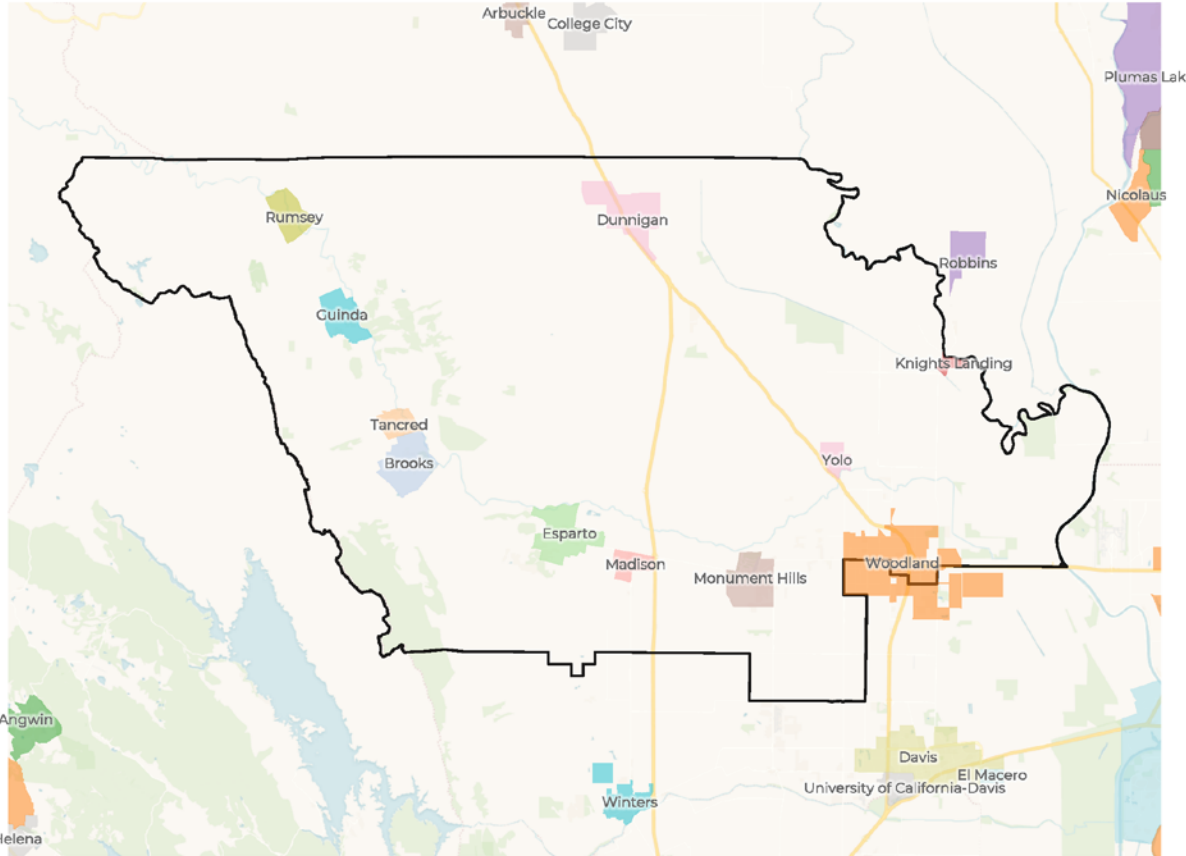 Arbuckle
College City
Plumas Lak
Nicolaus
Rumsey
Dunnigan
Robbins
Guinda
Knights Landing
Tancred
Brooks
Yolo
Esparto
Madison
Monument Hills
Woodland
Angwin
Davis
El Macero
University of California-Davis
Winters
Helena